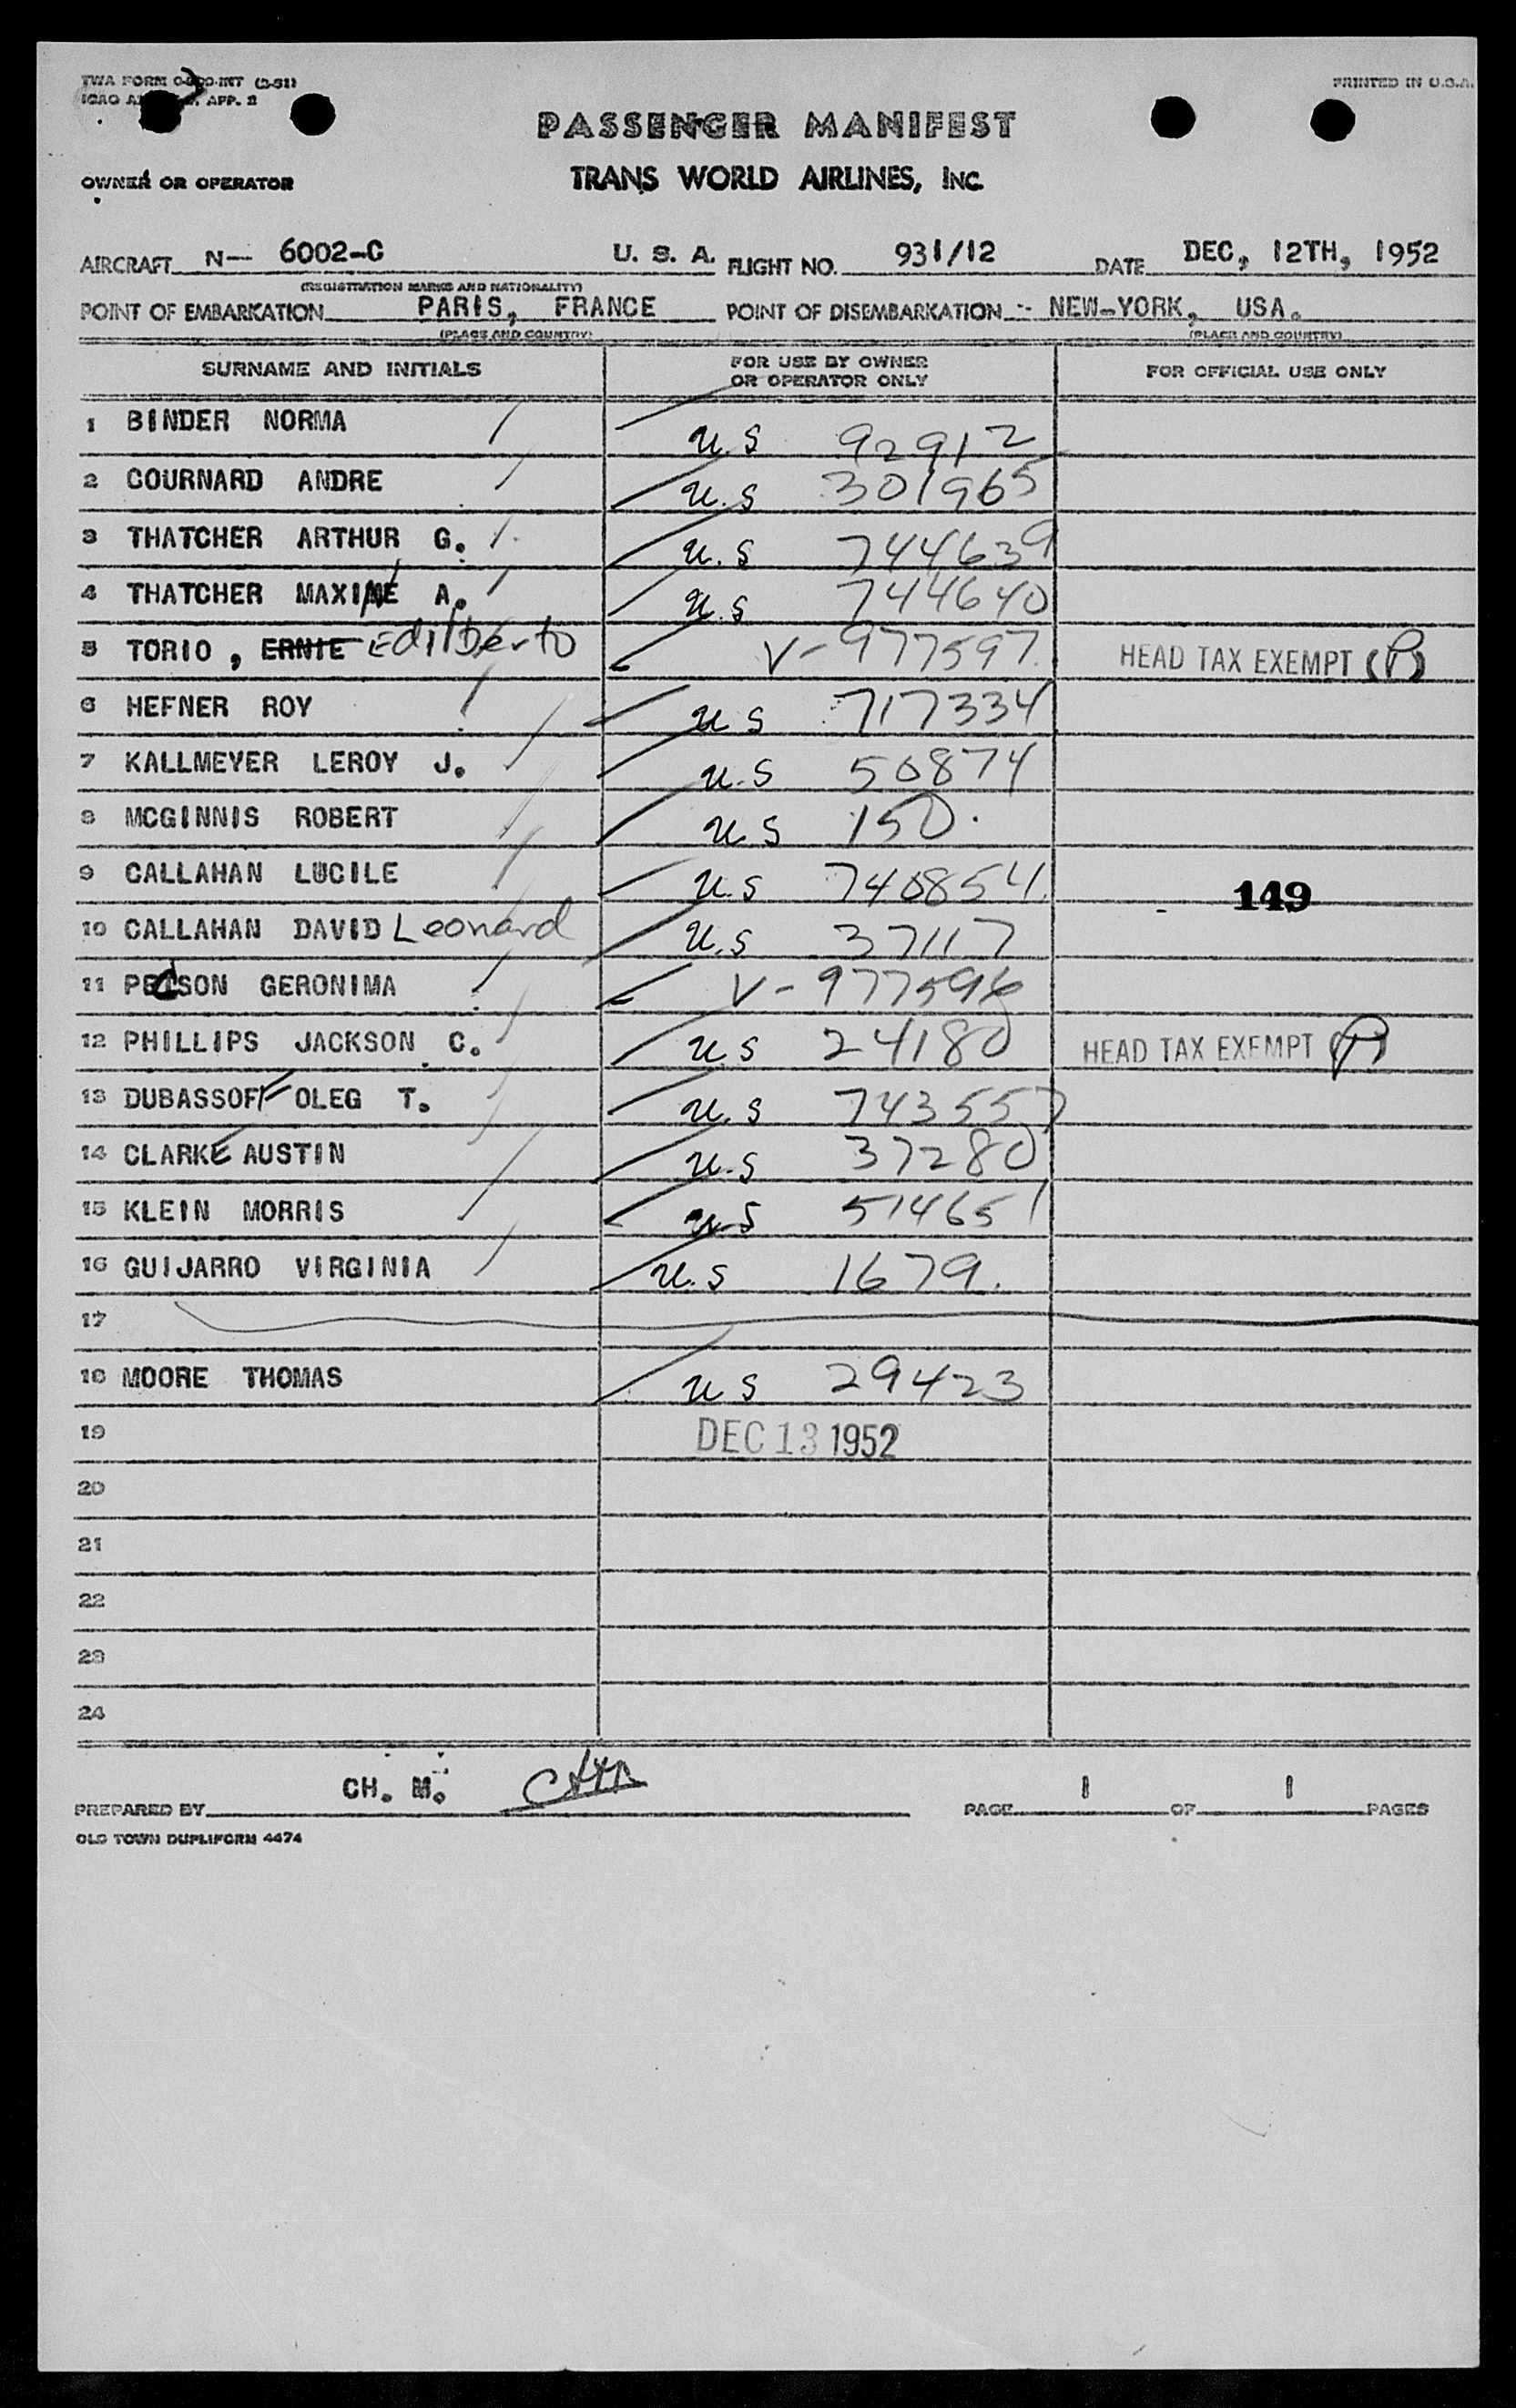 TWA FORM (3-51)
ICAO APP. 2
PRINTED IN U.S.A.
PASSENGER MANIFEST
OWNER OR OPERATOR TRANS WORLD AIRLINES, INC.
AIRCRAFT N- 6002-C U. S. A. FLIGHT NO. 931/12 DATE DEC, 12TH, 1952
(REGISTRATION MARKS AND NATIONALITY)
POINT OF EMBARKATION PARIS, FRANCE POINT OF DISEMBARKATION NEW-YORK, USA.
(PLACE AND COUNTRY) (PLACE AND COUNTRY)
SURNAME AND INITIALS FOR USE BY OWNER OR OPERATOR ONLY FOR OFFICIAL USE ONLY
1 BINDER NORMA U.S 92912
2 COURNARD ANDRE U.S 301965
3 THATCHER ARTHUR G. U.S 744639
4 THATCHER MAXINE A. U.S 744640
5 TORIO, ERNIE Edilberto V-977597 HEAD TAX EXEMPT (P)
6 HEFNER ROY U.S 717334
7 KALLMEYER LEROY J. U.S 50874
8 MCGINNIS ROBERT U.S 150.
9 CALLAHAN LUCILE U.S 740854
149
10 CALLAHAN DAVID Leonard U.S 37117
11 GERONIMA V-977596
12 PHILLIPS JACKSON C. U.S 24180 HEAD TAX EXEMPT (P)
13 DUBASSOFF OLEG T. U.S 743557
14 CLARKE AUSTIN U.S 37280
15 KLEIN MORRIS U.S 514651
16 GUIJARRO VIRGINIA U.S 1679.
17
18 MOORE THOMAS U.S 29423
19 DEC 13 1952
20
21
22
23
24
PREPARED BY CH. M. PAGE 1 OF 1 PAGES
OLD TOWN DUPLIFORM 4474